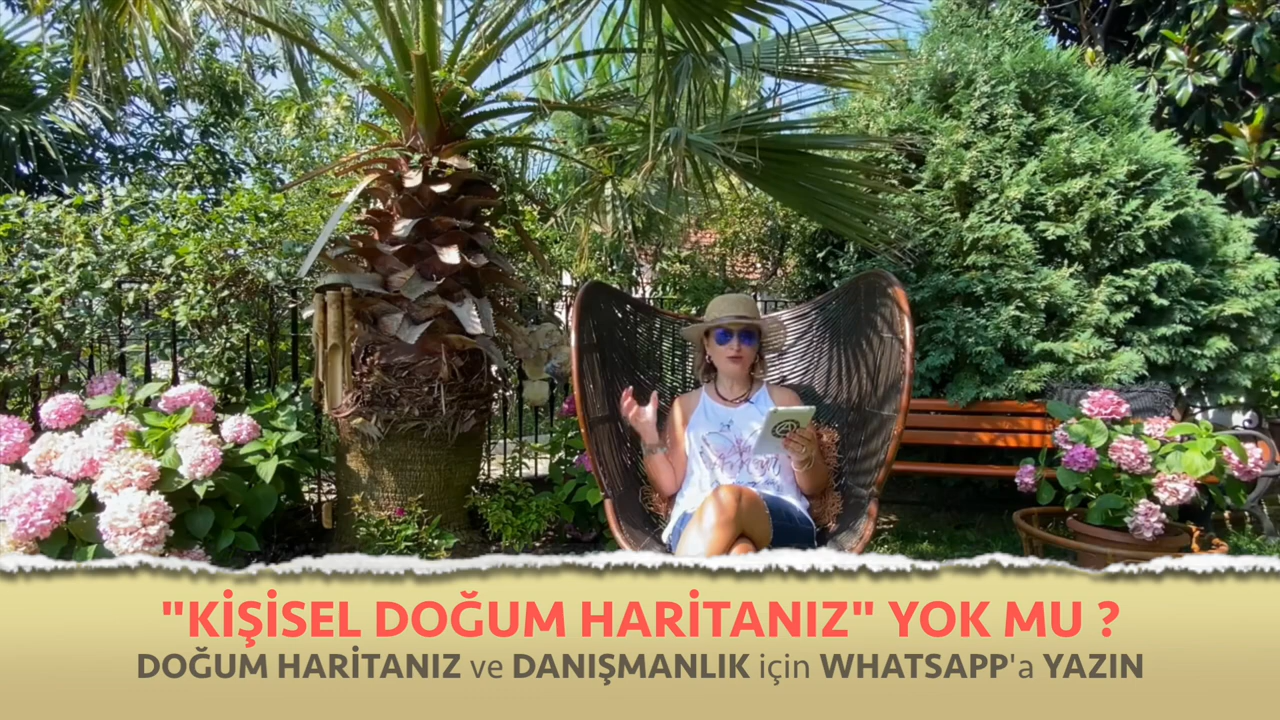 "KİŞİSEL DOĞUM HARİTANIZ" YOK MU ?
DOĞUM HARİTANIZ ve DANIŞMANLIK için WHATSAPP'a YAZIN